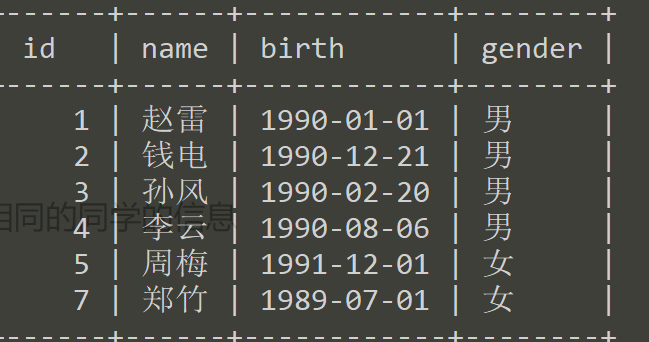 ------+------+------------+--------+
id | name | birth | gender |
------+------+------------+--------+
1 | 赵雷 | 1990-01-01 | 男 |
2 | 钱电 | 1990-12-21 | 男 |
3 | 孙风 | 1990-02-20 | 男 |
相同的同学的信息
4 | 李云 | 1990-08-06 | 男 |
5 | 周梅 | 1991-12-01 | 女 |
7 | 郑竹 | 1989-07-01 | 女 |
------+------+------------+--------+